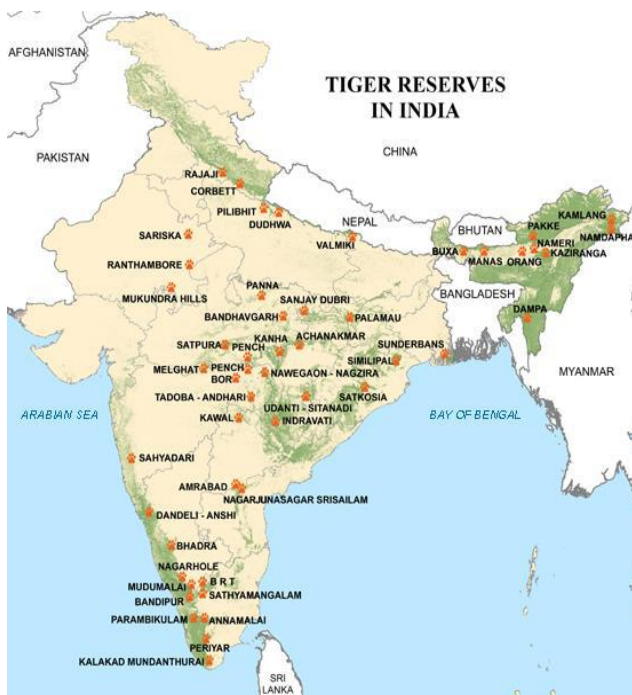 AFGHANISTAN
TIGER RESERVES
IN INDIA
PAKISTAN
CHINA
RAJAJI
CORBETT
PILIBHIT
DUDHWA
NEPAL
VALMIKI
BHUTAN
KAMLANG
PAKKE
NAMERI
NAMDAPHA
KAZIRANGA
BUXA
MANAS
ORANG
SARISKA
RANTHAMBORE
MUKUNDRA HILLS
PANNA
SANJAY DUBRI
BANDHAVGARH
PALAMAU
BANGLADESH
DAMPA
SATPURA
PENCH
KANHA
ACHANAKMAR
SUNDERBANS
SIMILIPAL
MELGHAT
PENCH
BOR
NAWEGAON - NAGZIRA
MYANMAR
TADOBA - ANDHARI
UDANTI - SITANADI
SATKOSIA
ARABIAN SEA
KAWAL
INDRAVATI
BAY OF BENGAL
SAHYADARI
AMRABAD
NAGARJUNASAGAR SRISAILAM
DANDELI - ANSHI
BHADRA
NAGARHOLE
B R T
MUDUMALAI
SATHYAMANGALAM
BANDIPUR
PARAMBIKULAM
ANNAMALAI
PERIYAR
KALAKAD MUNDANTHURAI
SRI
LANKA